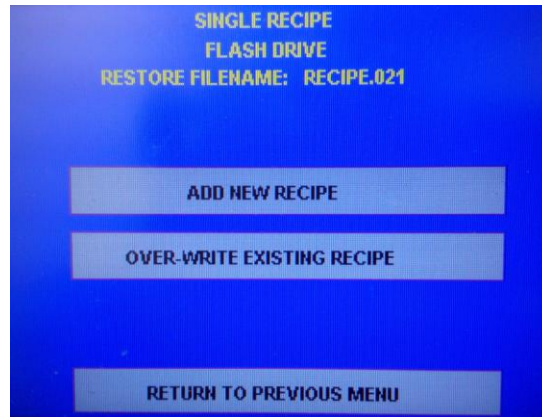 SINGLE RECIPE
FLASH DRIVE
RESTORE FILENAME: RECIPE.021
ADD NEW RECIPE
OVER-WRITE EXISTING RECIPE
RETURN TO PREVIOUS MENU